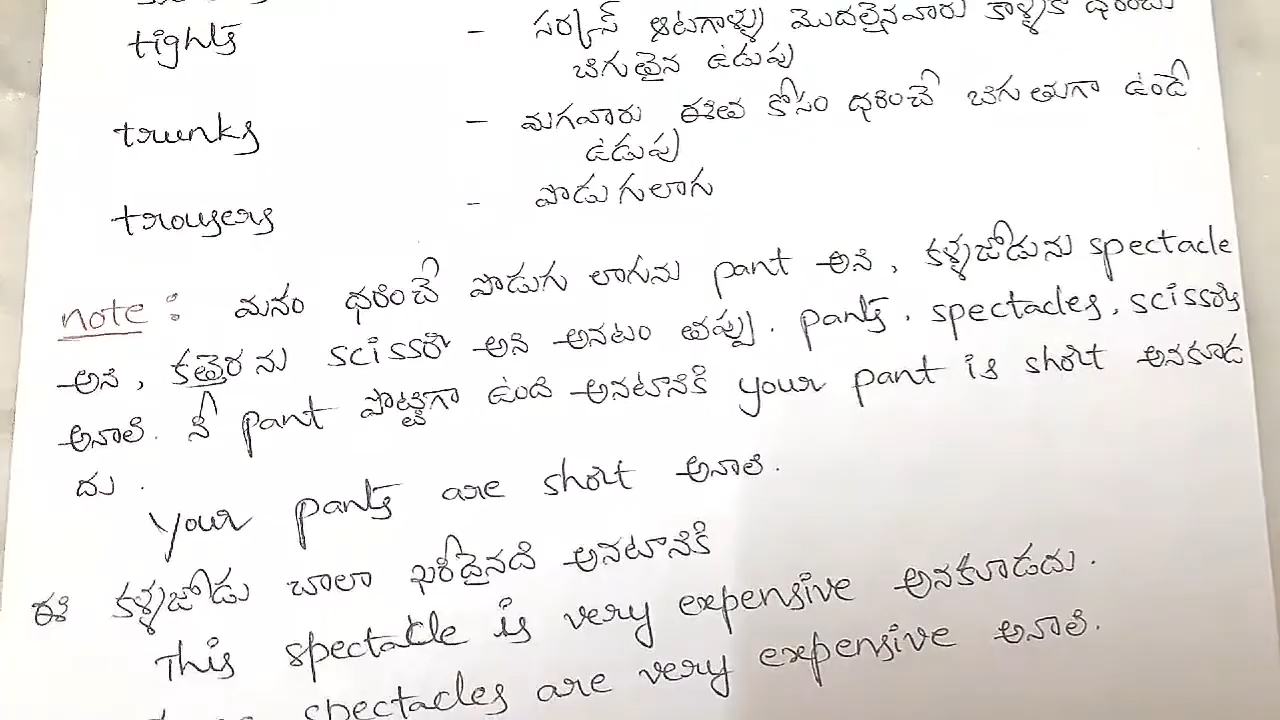 tights - సర్కస్ ఆటగాళ్ళు మొదలైనవారు కాళ్ళకి ధరించు
బిగుతైన ఉడుపు
trunks - మగవారు ఈత కోసం ధరించే బిగుతుగా ఉండే
ఉడుపు
trousers - పొడుగులాగు
note : మనం ధరించే పొడుగు లాగును pant అని, కళ్ళజోడును spectacle
అని, కత్తెరను scissor అని అనటం తప్పు. pants, spectacles, scissors
అనాలి. నీ pant పొట్టిగా ఉంది అనటానికి your pant is short అనకూడ
దు.
Your pants are short అనాలి.
ఈ కళ్ళజోడు చాలా ఖరీదైనది అనటానికి
This spectacle is very expensive అనకూడదు.
spectacles are very expensive అనాలి.